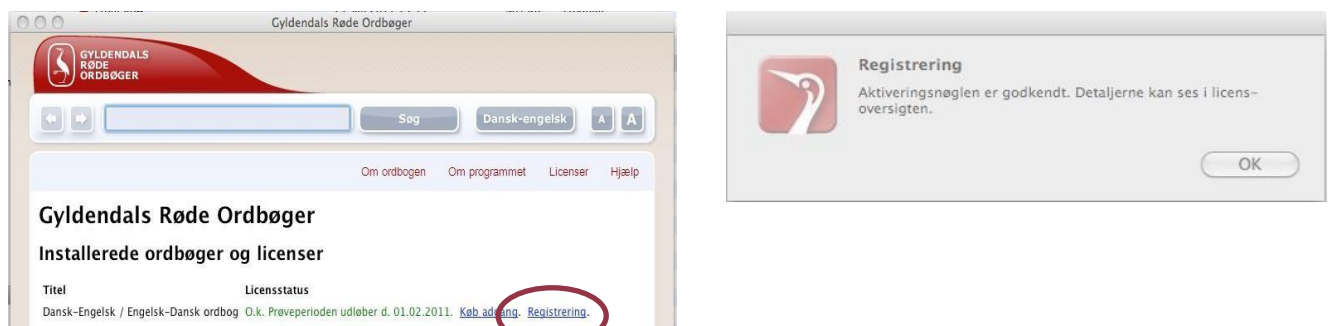 Gyldendals Røde Ordbøger
GYLDENDALS
RØDE
ORDBØGER
Søg
Dansk-engelsk
A
A
Om ordbogen Om programmet Licenser Hjælp
Gyldendals Røde Ordbøger
Installerede ordbøger og licenser
Titel Licensstatus
Dansk-Engelsk / Engelsk-Dansk ordbog O.k. Prøveperioden udløber d. 01.02.2011. Køb adgang. Registrering.
Registrering
Aktiveringsnøglen er godkendt. Detaljerne kan ses i licens-
oversigten.
OK